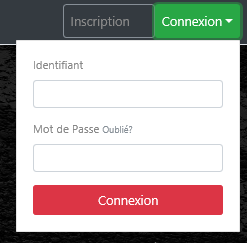 Inscription Connexion
Identifiant
Mot de Passe Oublié?
Connexion